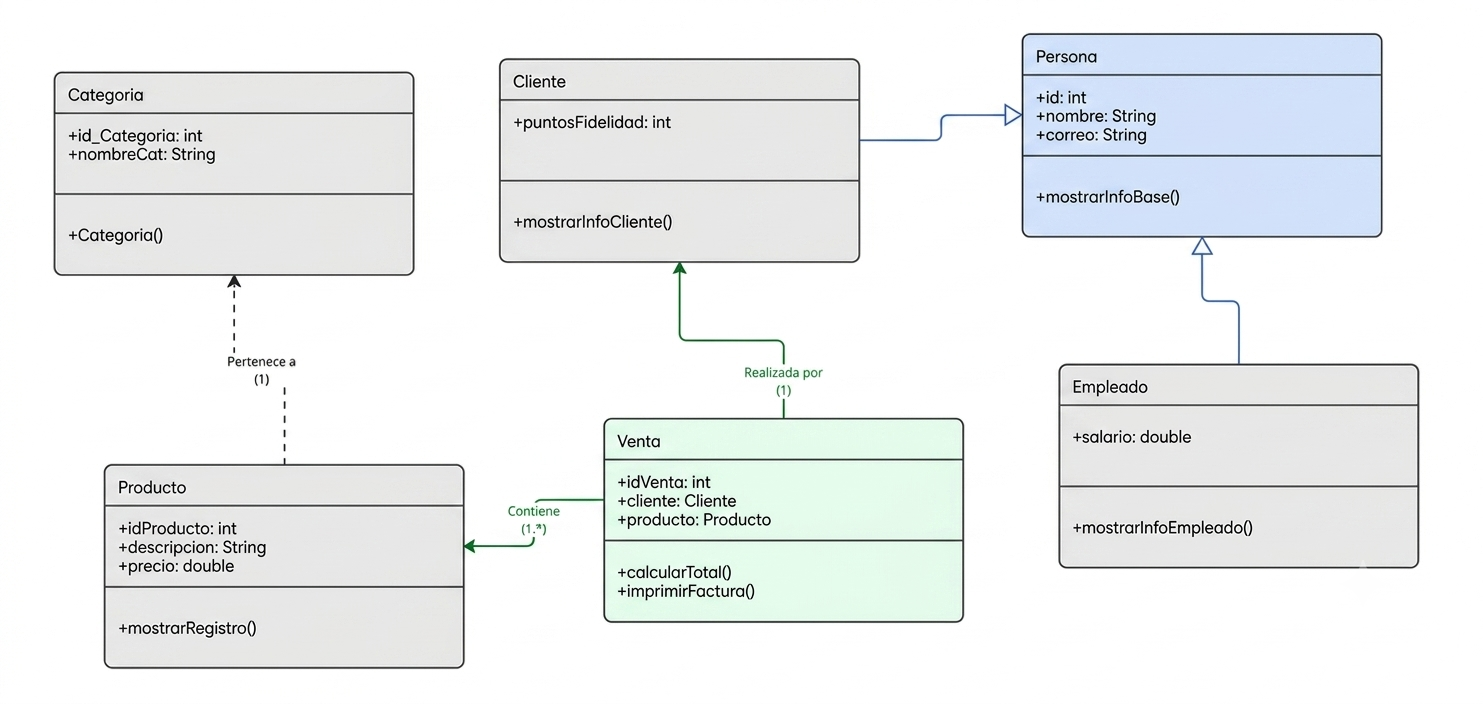 Categoria
+id_Categoria: int
+nombreCat: String
+Categoria()
Cliente
+puntosFidelidad: int
+mostrarInfoCliente()
Persona
+id: int
+nombre: String
+correo: String
+mostrarInfoBase()
Pertenece a
(1)
Realizada por
(1)
Empleado
+salario: double
+mostrarInfoEmpleado()
Producto
+idProducto: int
+descripcion: String
+precio: double
+mostrarRegistro()
Contiene
(1.*)
Venta
+idVenta: int
+cliente: Cliente
+producto: Producto
+calcularTotal()
+imprimirFactura()